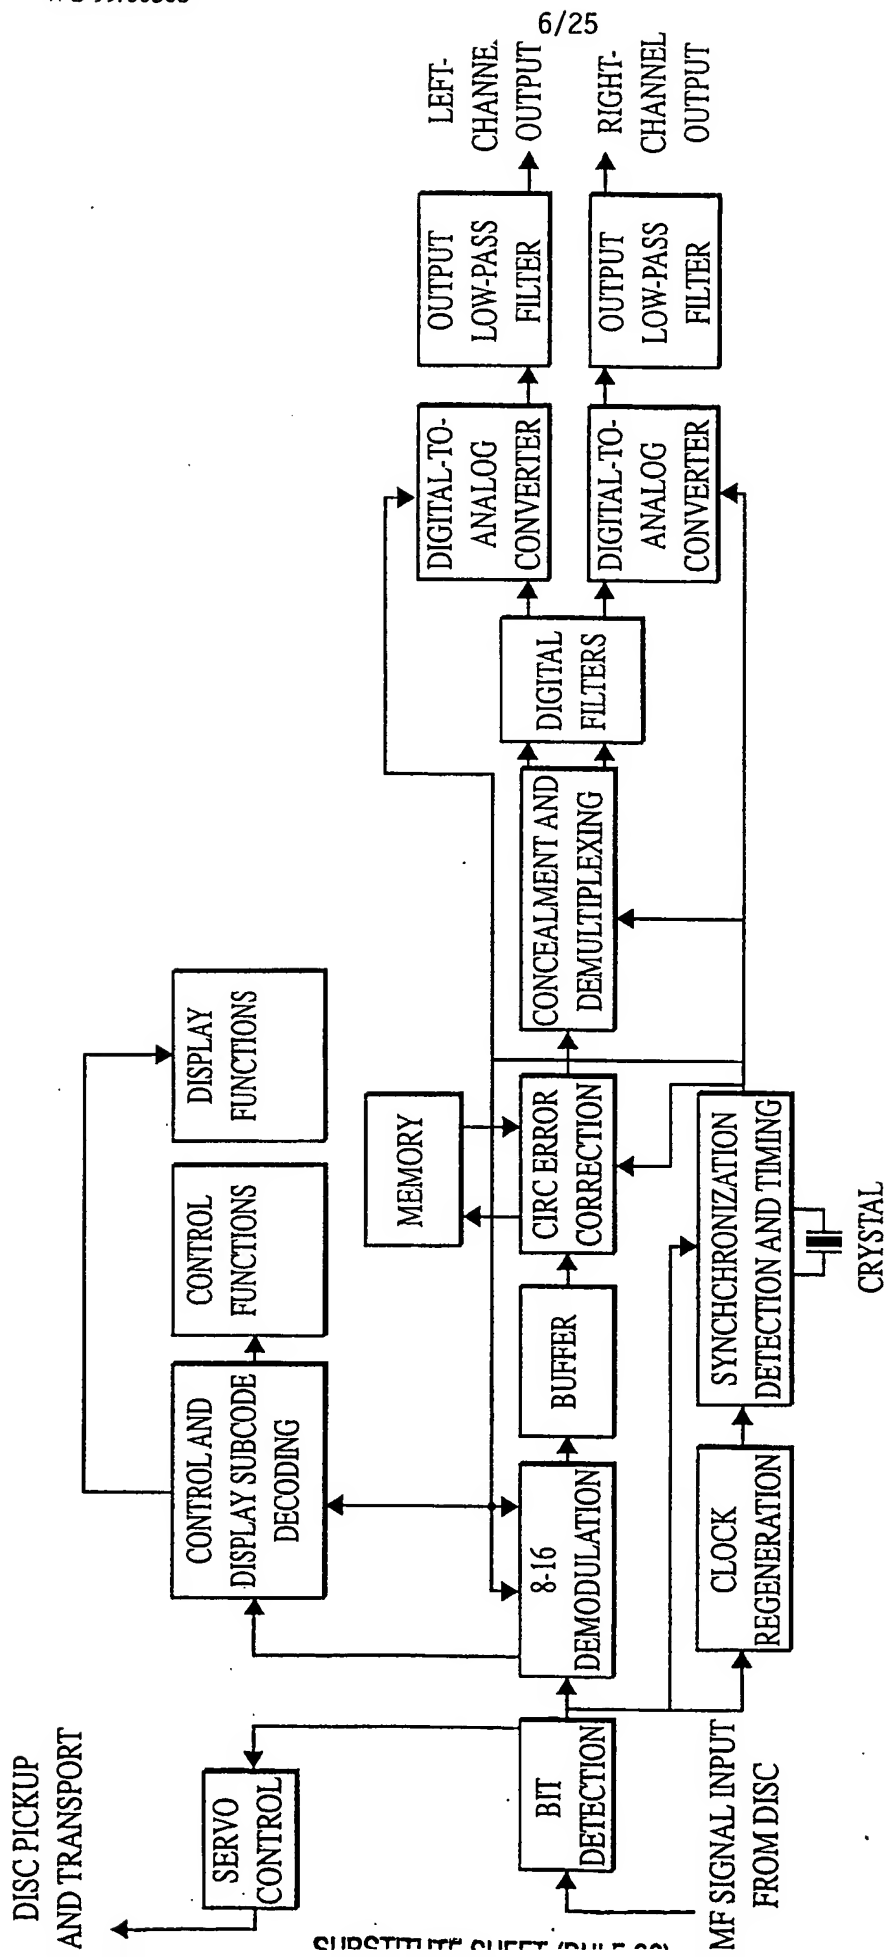 6/25
DISC PICKUP
AND TRANSPORT
SERVO
CONTROL
MF SIGNAL INPUT
FROM DISC
BIT
DETECTION
8-16
DEMODULATION
CLOCK
REGENERATION
CONTROL AND
DISPLAY SUBCODE
DECODING
CONTROL
FUNCTIONS
DISPLAY
FUNCTIONS
BUFFER
MEMORY
CIRC ERROR
CORRECTION
SYNCHCRONIZATION
DETECTION AND TIMING
CRYSTAL
CONCEALMENT AND
DEMULTIPLEXING
DIGITAL
FILTERS
DIGITAL-TO-
ANALOG
CONVERTER
DIGITAL-TO-
ANALOG
CONVERTER
OUTPUT
LOW-PASS
FILTER
OUTPUT
LOW-PASS
FILTER
LEFT-
CHANNEL
OUTPUT
RIGHT-
CHANNEL
OUTPUT
SUBSTITUTE SHEET